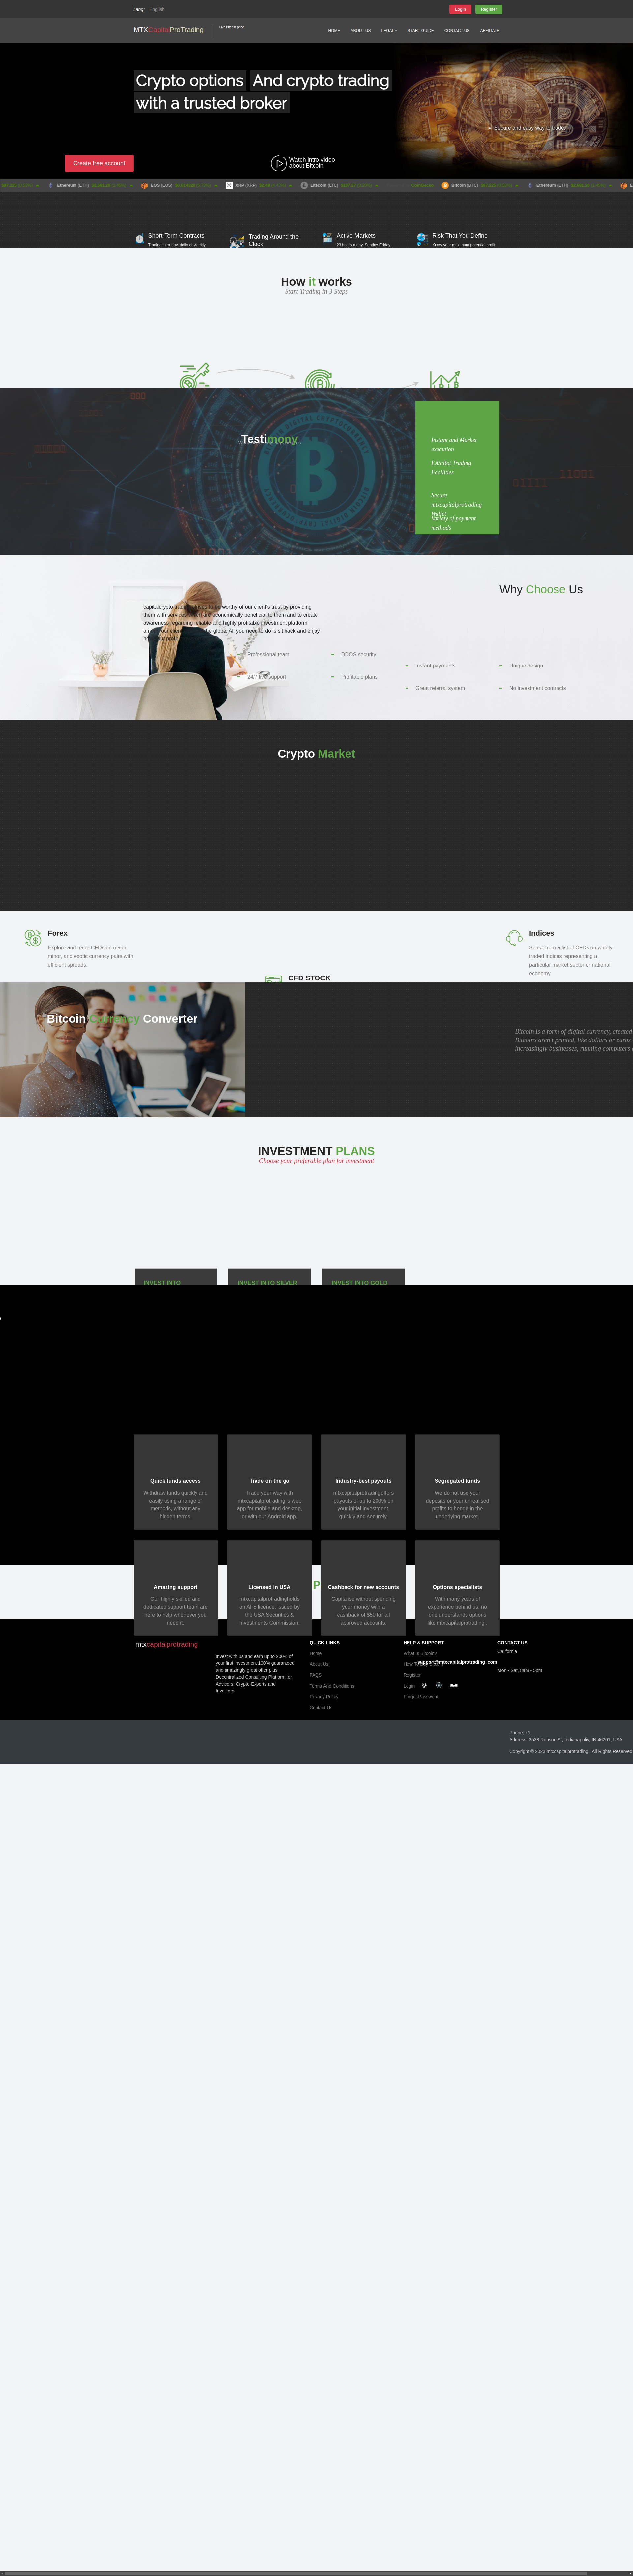 Lang: English
Login
Register
MTXCapitalProTrading
Live Bitcoin price
HOME
ABOUT US
LEGAL
START GUIDE
CONTACT US
AFFILIATE
Crypto options And crypto trading
with a trusted broker
Secure and easy way to
Create free account
Watch intro video
about Bitcoin
Ethereum (ETH)
EOS (EOS)
XRP (XRP)
Litecoin (LTC)
Bitcoin (BTC)
Ethereum (ETH)
Short-Term Contracts
Trading intra-day, daily or weekly
Trading Around the
Clock
Active Markets
23 hours a day, Sunday-Friday,
Risk That You Define
Know your maximum potential profit
How it works
Start Trading in 3 Steps
Testimony
Instant and Market
execution
EA's/Bot Trading
Facilities
Secure
mtxcapitalprotrading
Wallet
Variety of payment
methods
Why Choose Us
worthy of our client's trust by providing
them with services economically beneficial to them and to create
awareness regarding reliable and highly profitable investment platform
globe. All you need to do is sit back and enjoy
Professional team
DDOS security
Instant payments
Unique design
24/7 support
Profitable plans
Great referral system
No investment contracts
Crypto Market
Forex
Explore and trade CFDs on major,
minor, and exotic currency pairs with
efficient spreads.
CFD STOCK
Indices
Select from a list of CFDs on widely
traded indices representing a
particular market sector or national
economy.
Bitcoin Currency Converter
Bitcoin is a form of digital currency, created
Bitcoins aren't printed, like dollars or euros
increasingly businesses, running computers
INVESTMENT PLANS
Choose your preferable plan for investment
INVEST INTO
INVEST INTO SILVER
INVEST INTO GOLD
Quick funds access
Withdraw funds quickly and
easily using a range of
methods, without any
hidden terms.
Trade on the go
Trade your way with
mtxcapitalprotrading 's web
app for mobile and desktop,
or with our Android app.
Industry-best payouts
mtxcapitalprotradingoffers
payouts of up to 200% on
your initial investment,
quickly and securely.
Segregated funds
We do not use your
deposits or your unrealised
profits to hedge in the
underlying market.
P
Amazing support
Our highly skilled and
dedicated support team are
here to help whenever you
need it.
Licensed in USA
mtxcapitalprotradingholds
an AFS licence, issued by
the USA Securities &
Investments Commission
Cashback for new accounts
Capitalise without spending
your money with a
cashback of $50 for all
approved accounts.
Options specialists
With many years of
experience behind us, no
one understands options
like mtxcapitalprotrading .
mtxcapitalprotrading
Invest with us and earn up to 200% of
your first investment 100% guaranteed
and amazingly great offer plus
Decentralized Consulting Platform for
Advisors, Crypto-Experts and
Investors.
QUICK LINKS
Home
About Us
FAQS
Terms And Conditions
Privacy Policy
Contact Us
HELP & SUPPORT
What is Bitcoin?
How
support@mtxcapitalprotrading .com
Register
Login
Forgot Password
CONTACT US
California
Mon - Sat, 8am - 5pm
Phone: +1
Address: 3036 Robson St, Indianapolis, IN 46201, USA
Copyright © 2023 mtxcapitalprotrading , All Rights Reserved